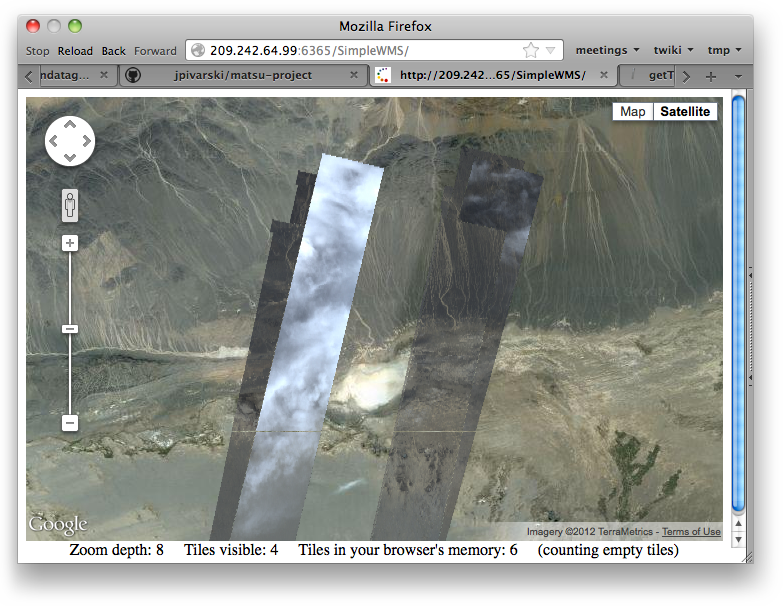 Mozilla Firefox
Stop Reload Back Forward 209.242.64.99:6365/SimpleWMS/ meetings twiki tmp
ndatag... jpivarski/matsu-project http://209.242...65/SimpleWMS/ getT
Map Satellite
Google
Imagery ©2012 TerraMetrics - Terms of Use
Zoom depth: 8 Tiles visible: 4 Tiles in your browser's memory: 6 (counting empty tiles)